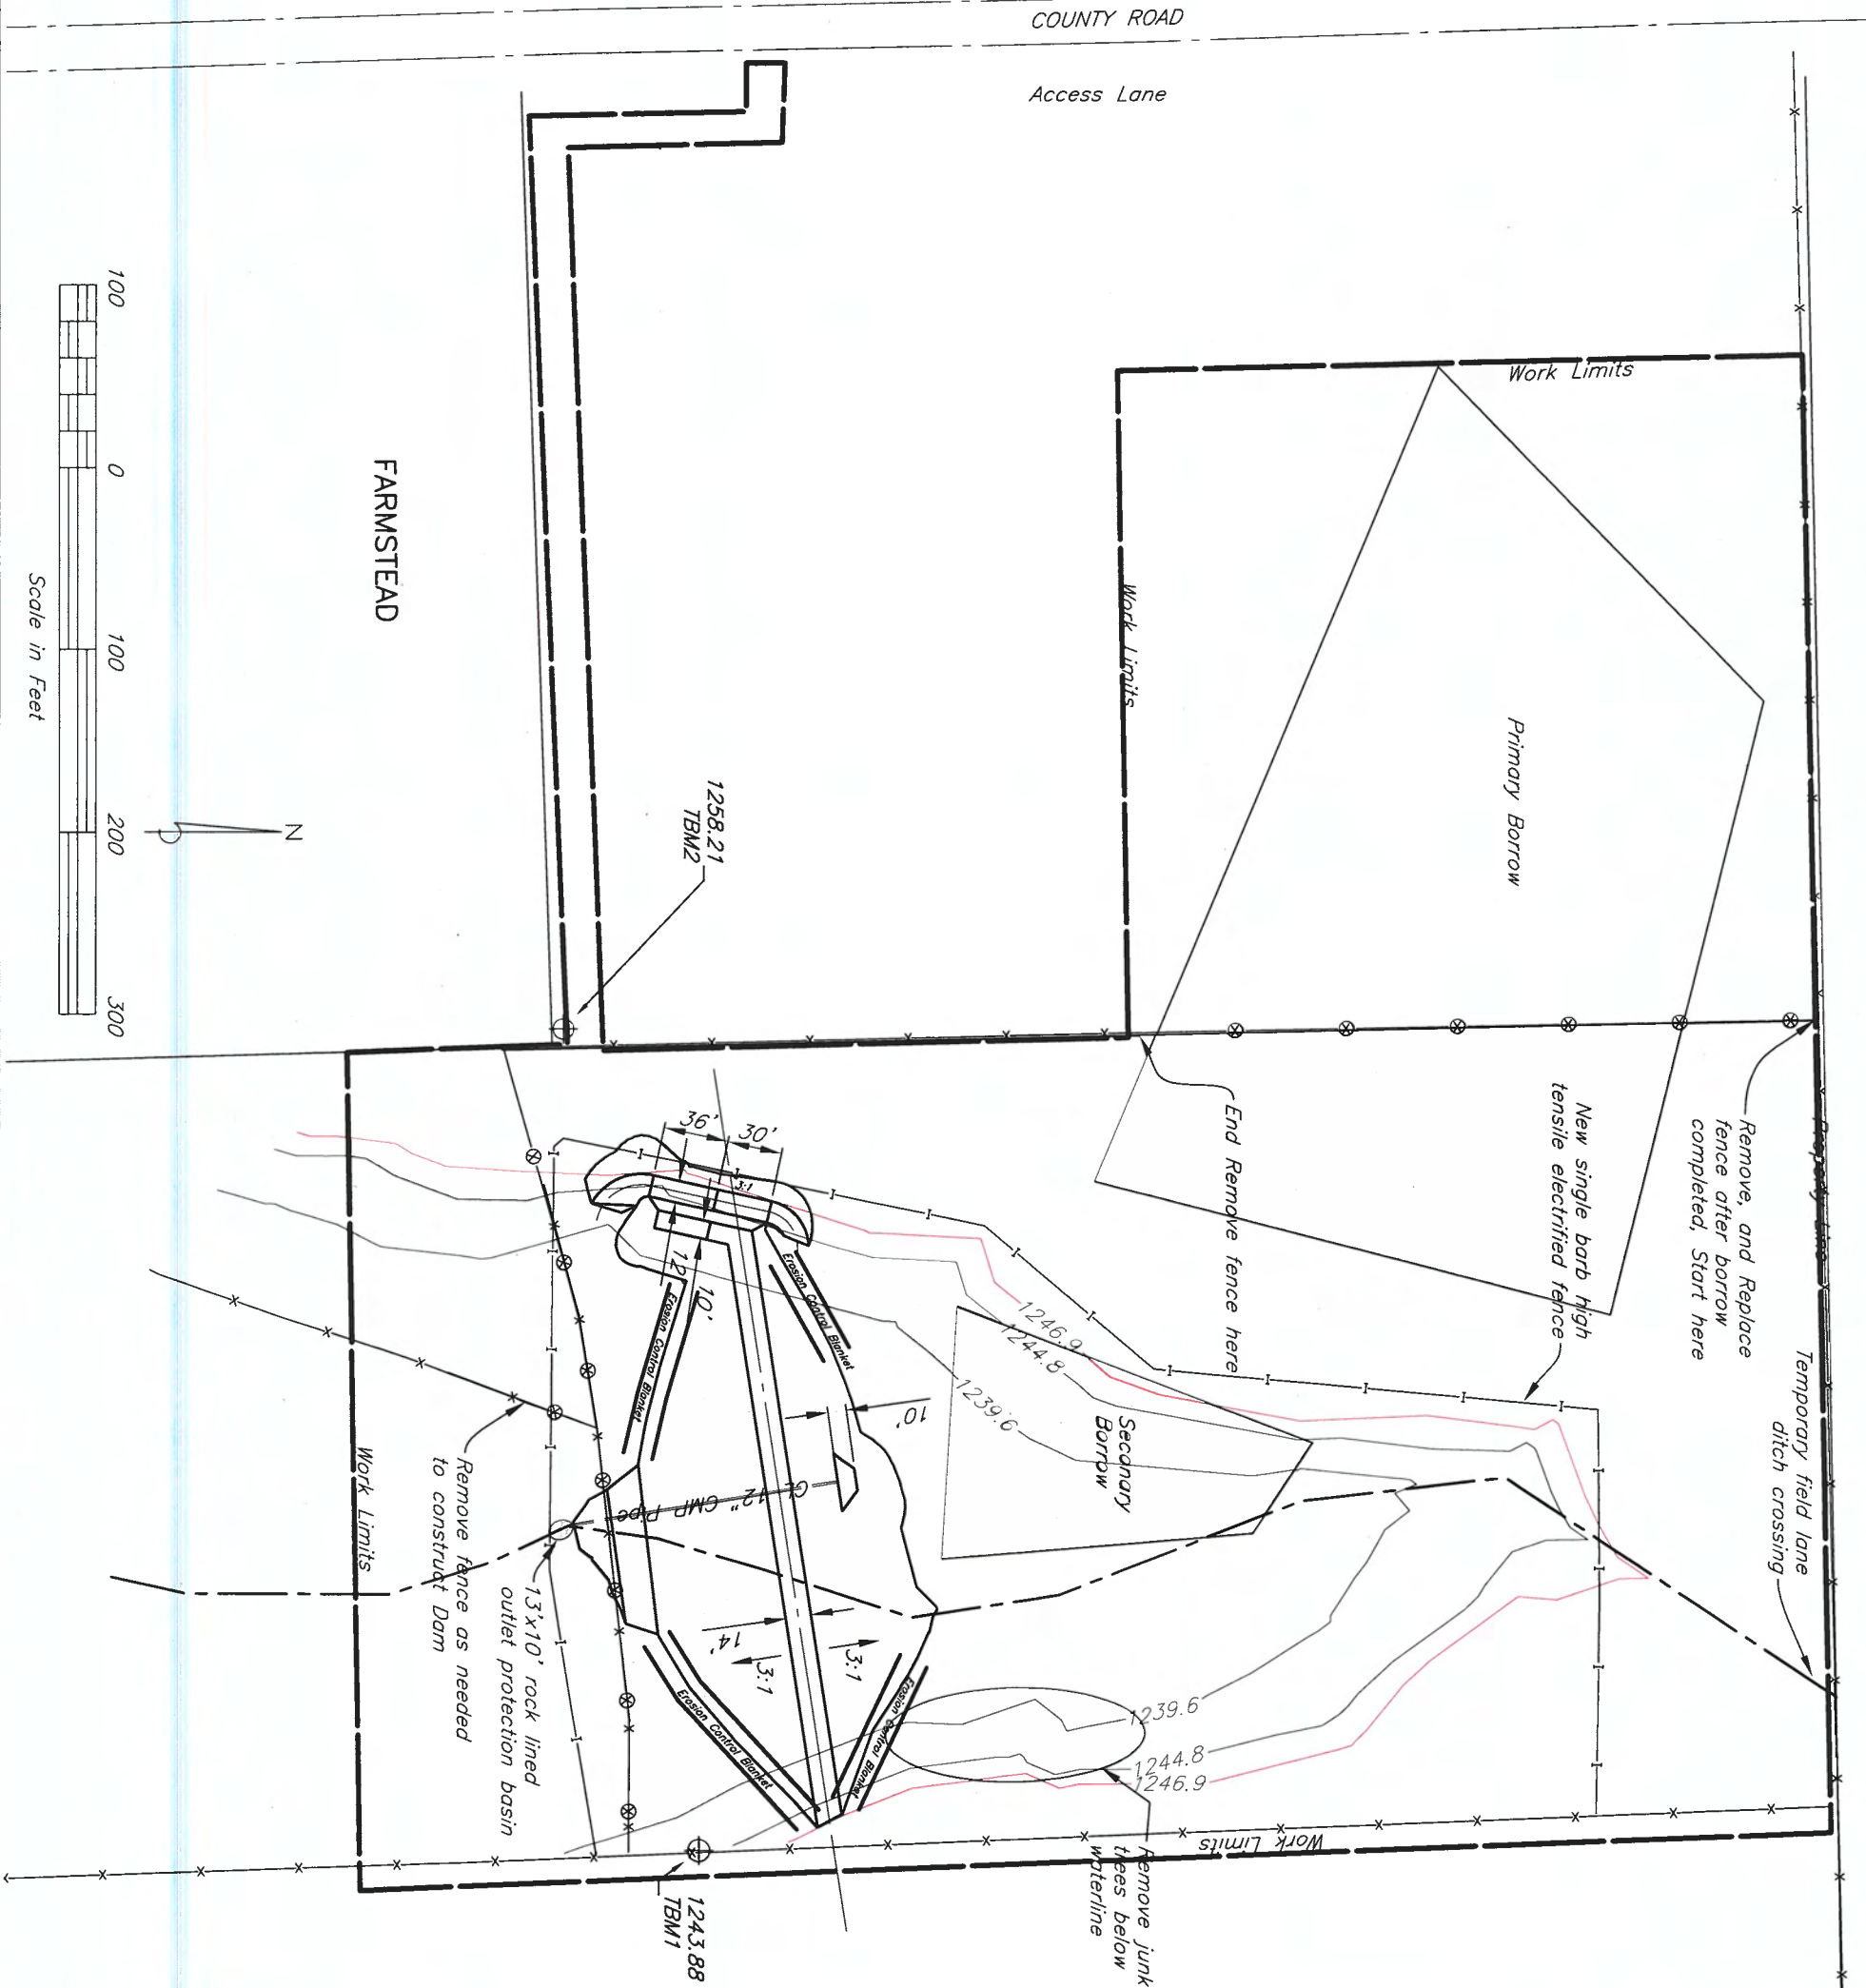 COUNTY ROAD
Access Lane
Work Limits
Work Limits
Primary Borrow
FARMSTEAD
100
0
100
200
300
Scale in Feet
N
1258.21
TBM2
Remove, and Replace
fence after borrow
completed, Start here
Property Line
New single barb high
tensile electrified fence
End Remove fence here
Temporary field lane
ditch crossing
36'
30'
3:1
12'
10'
Erosion Control Blanket
Erosion Control Blanket
1246.9
1244.8
1239.6
Seconary
Borrow
10'
CL 12" CMP Pipe
14'
3:1
3:1
Erosion Control Blanket
Erosion Control Blanket
1239.6
1244.8
1246.9
Remove fence as needed
to construct Dam
13'x10' rock lined
outlet protection basin
Work Limits
Work Limits
Remove junk
trees below
waterline
1243.88
TBM1